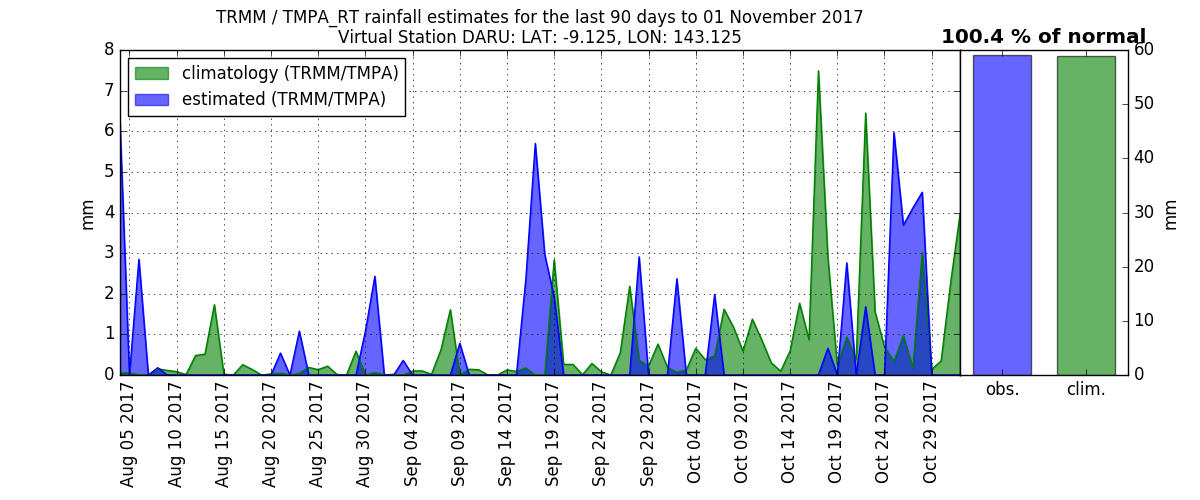 TRMM / TMPA_RT rainfall estimates for the last 90 days to 01 November 2017
Virtual Station DARU: LAT: -9.125, LON: 143.125
100.4 % of normal
climatology (TRMM/TMPA)
estimated (TRMM/TMPA)
8
7
6
5
4
3
2
1
0
mm
Aug 05 2017
Aug 10 2017
Aug 15 2017
Aug 20 2017
Aug 25 2017
Aug 30 2017
Sep 04 2017
Sep 09 2017
Sep 14 2017
Sep 19 2017
Sep 24 2017
Sep 29 2017
Oct 04 2017
Oct 09 2017
Oct 14 2017
Oct 19 2017
Oct 24 2017
Oct 29 2017
60
50
40
30
20
10
0
mm
obs.
clim.